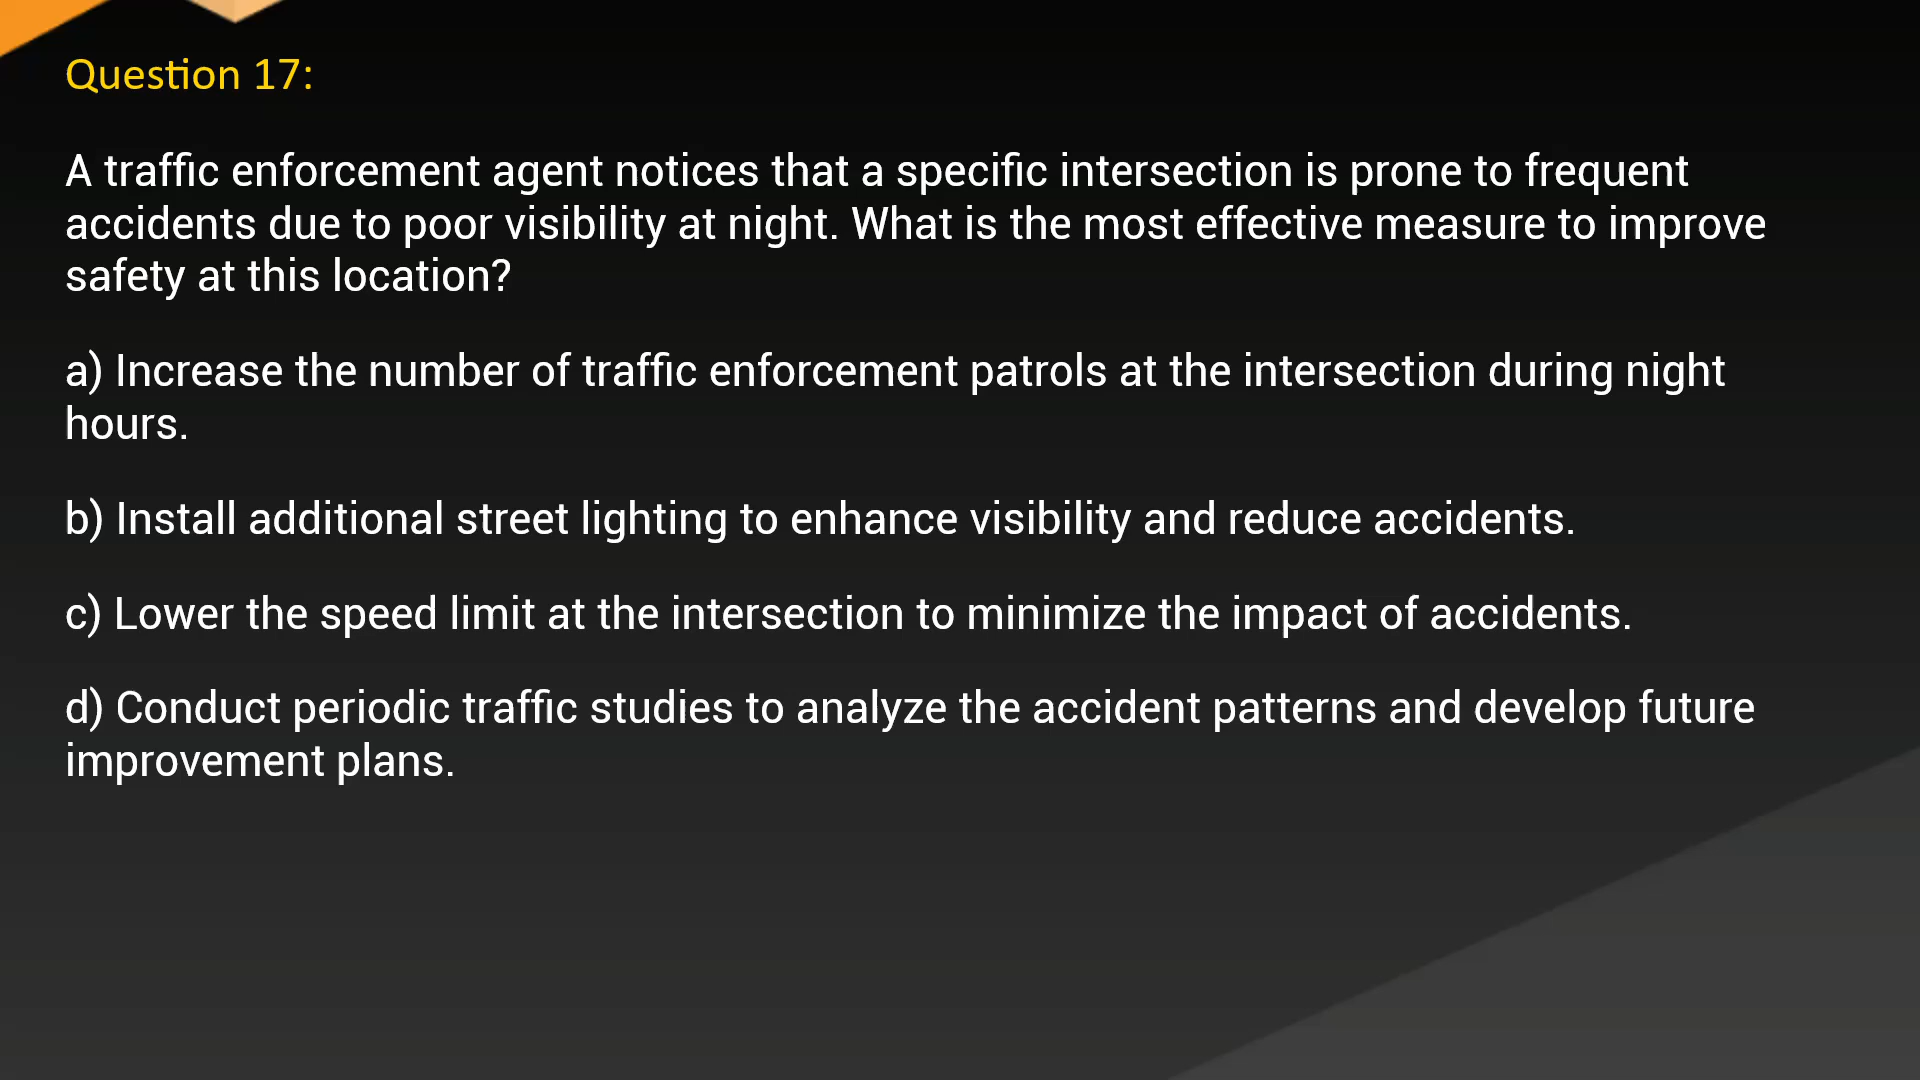 Question 17:
A traffic enforcement agent notices that a specific intersection is prone to frequent
accidents due to poor visibility at night. What is the most effective measure to improve
safety at this location?
a) Increase the number of traffic enforcement patrols at the intersection during night
hours.
b) Install additional street lighting to enhance visibility and reduce accidents.
c) Lower the speed limit at the intersection to minimize the impact of accidents.
d) Conduct periodic traffic studies to analyze the accident patterns and develop future
improvement plans.